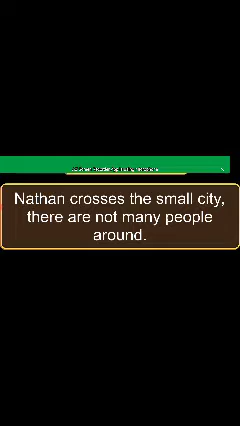 Nathan crosses the small city,
there are not many people
around.